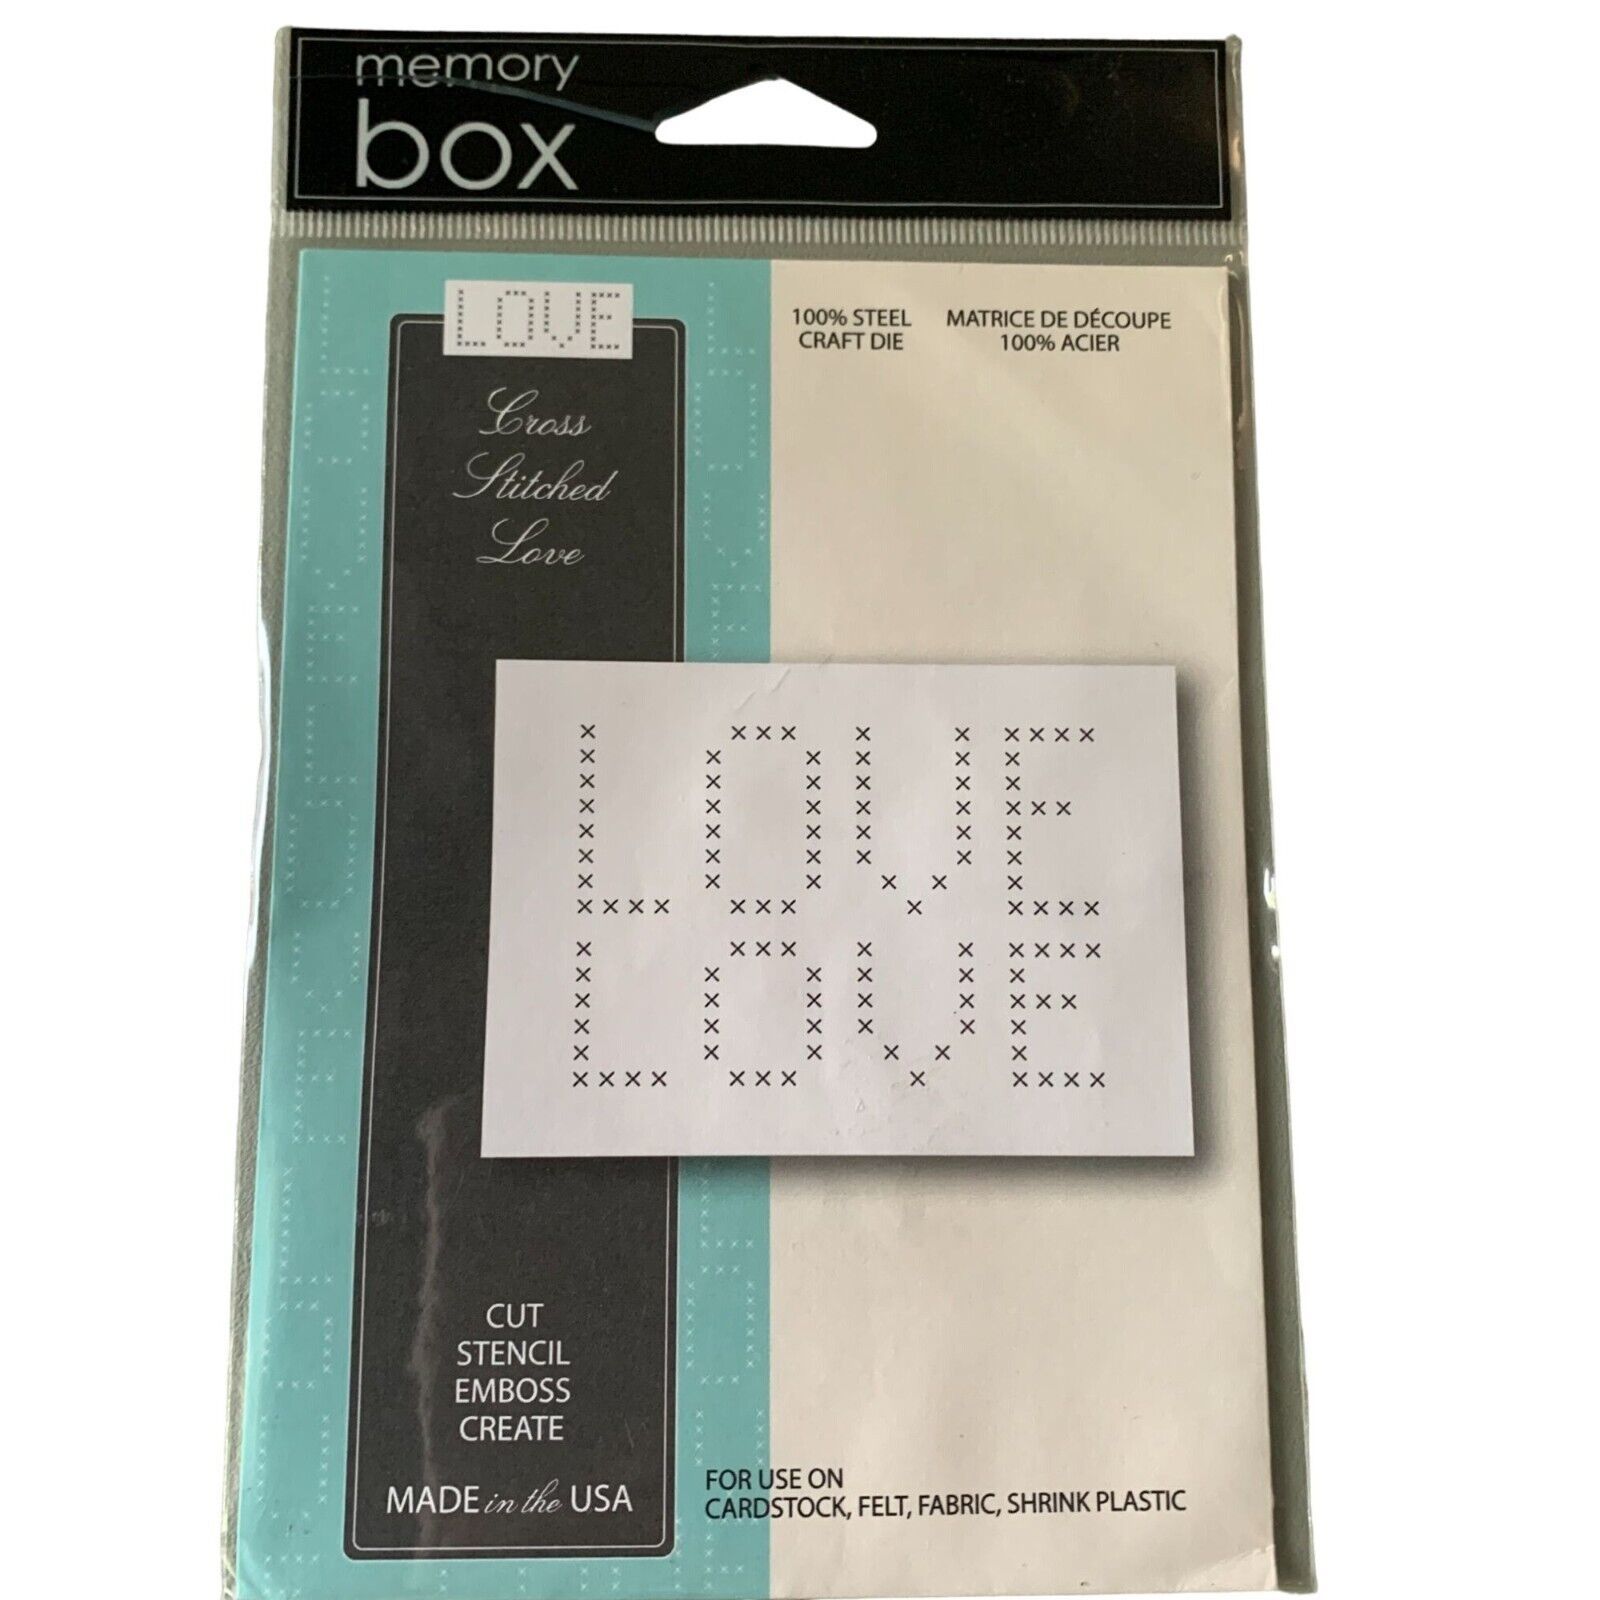 memory
box
LOVE
Cross
Stitched
Love
100% STEEL
CRAFT DIE
MATRICE DE DÉCOUPE
100% ACIER
LOVE
LOVE
CUT
STENCIL
EMBOSS
CREATE
MADE in the USA
FOR USE ON
CARDSTOCK, FELT, FABRIC, SHRINK PLASTIC